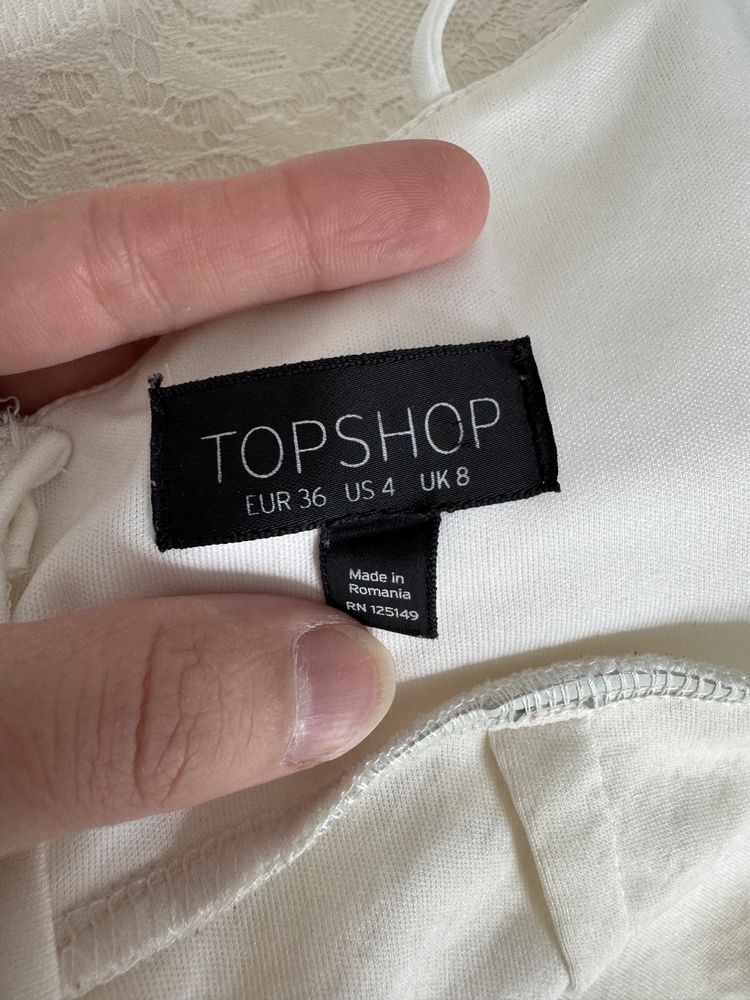 TOPSHOP
EUR 36 US 4 UK 8
Made in
Romania
RN 125149